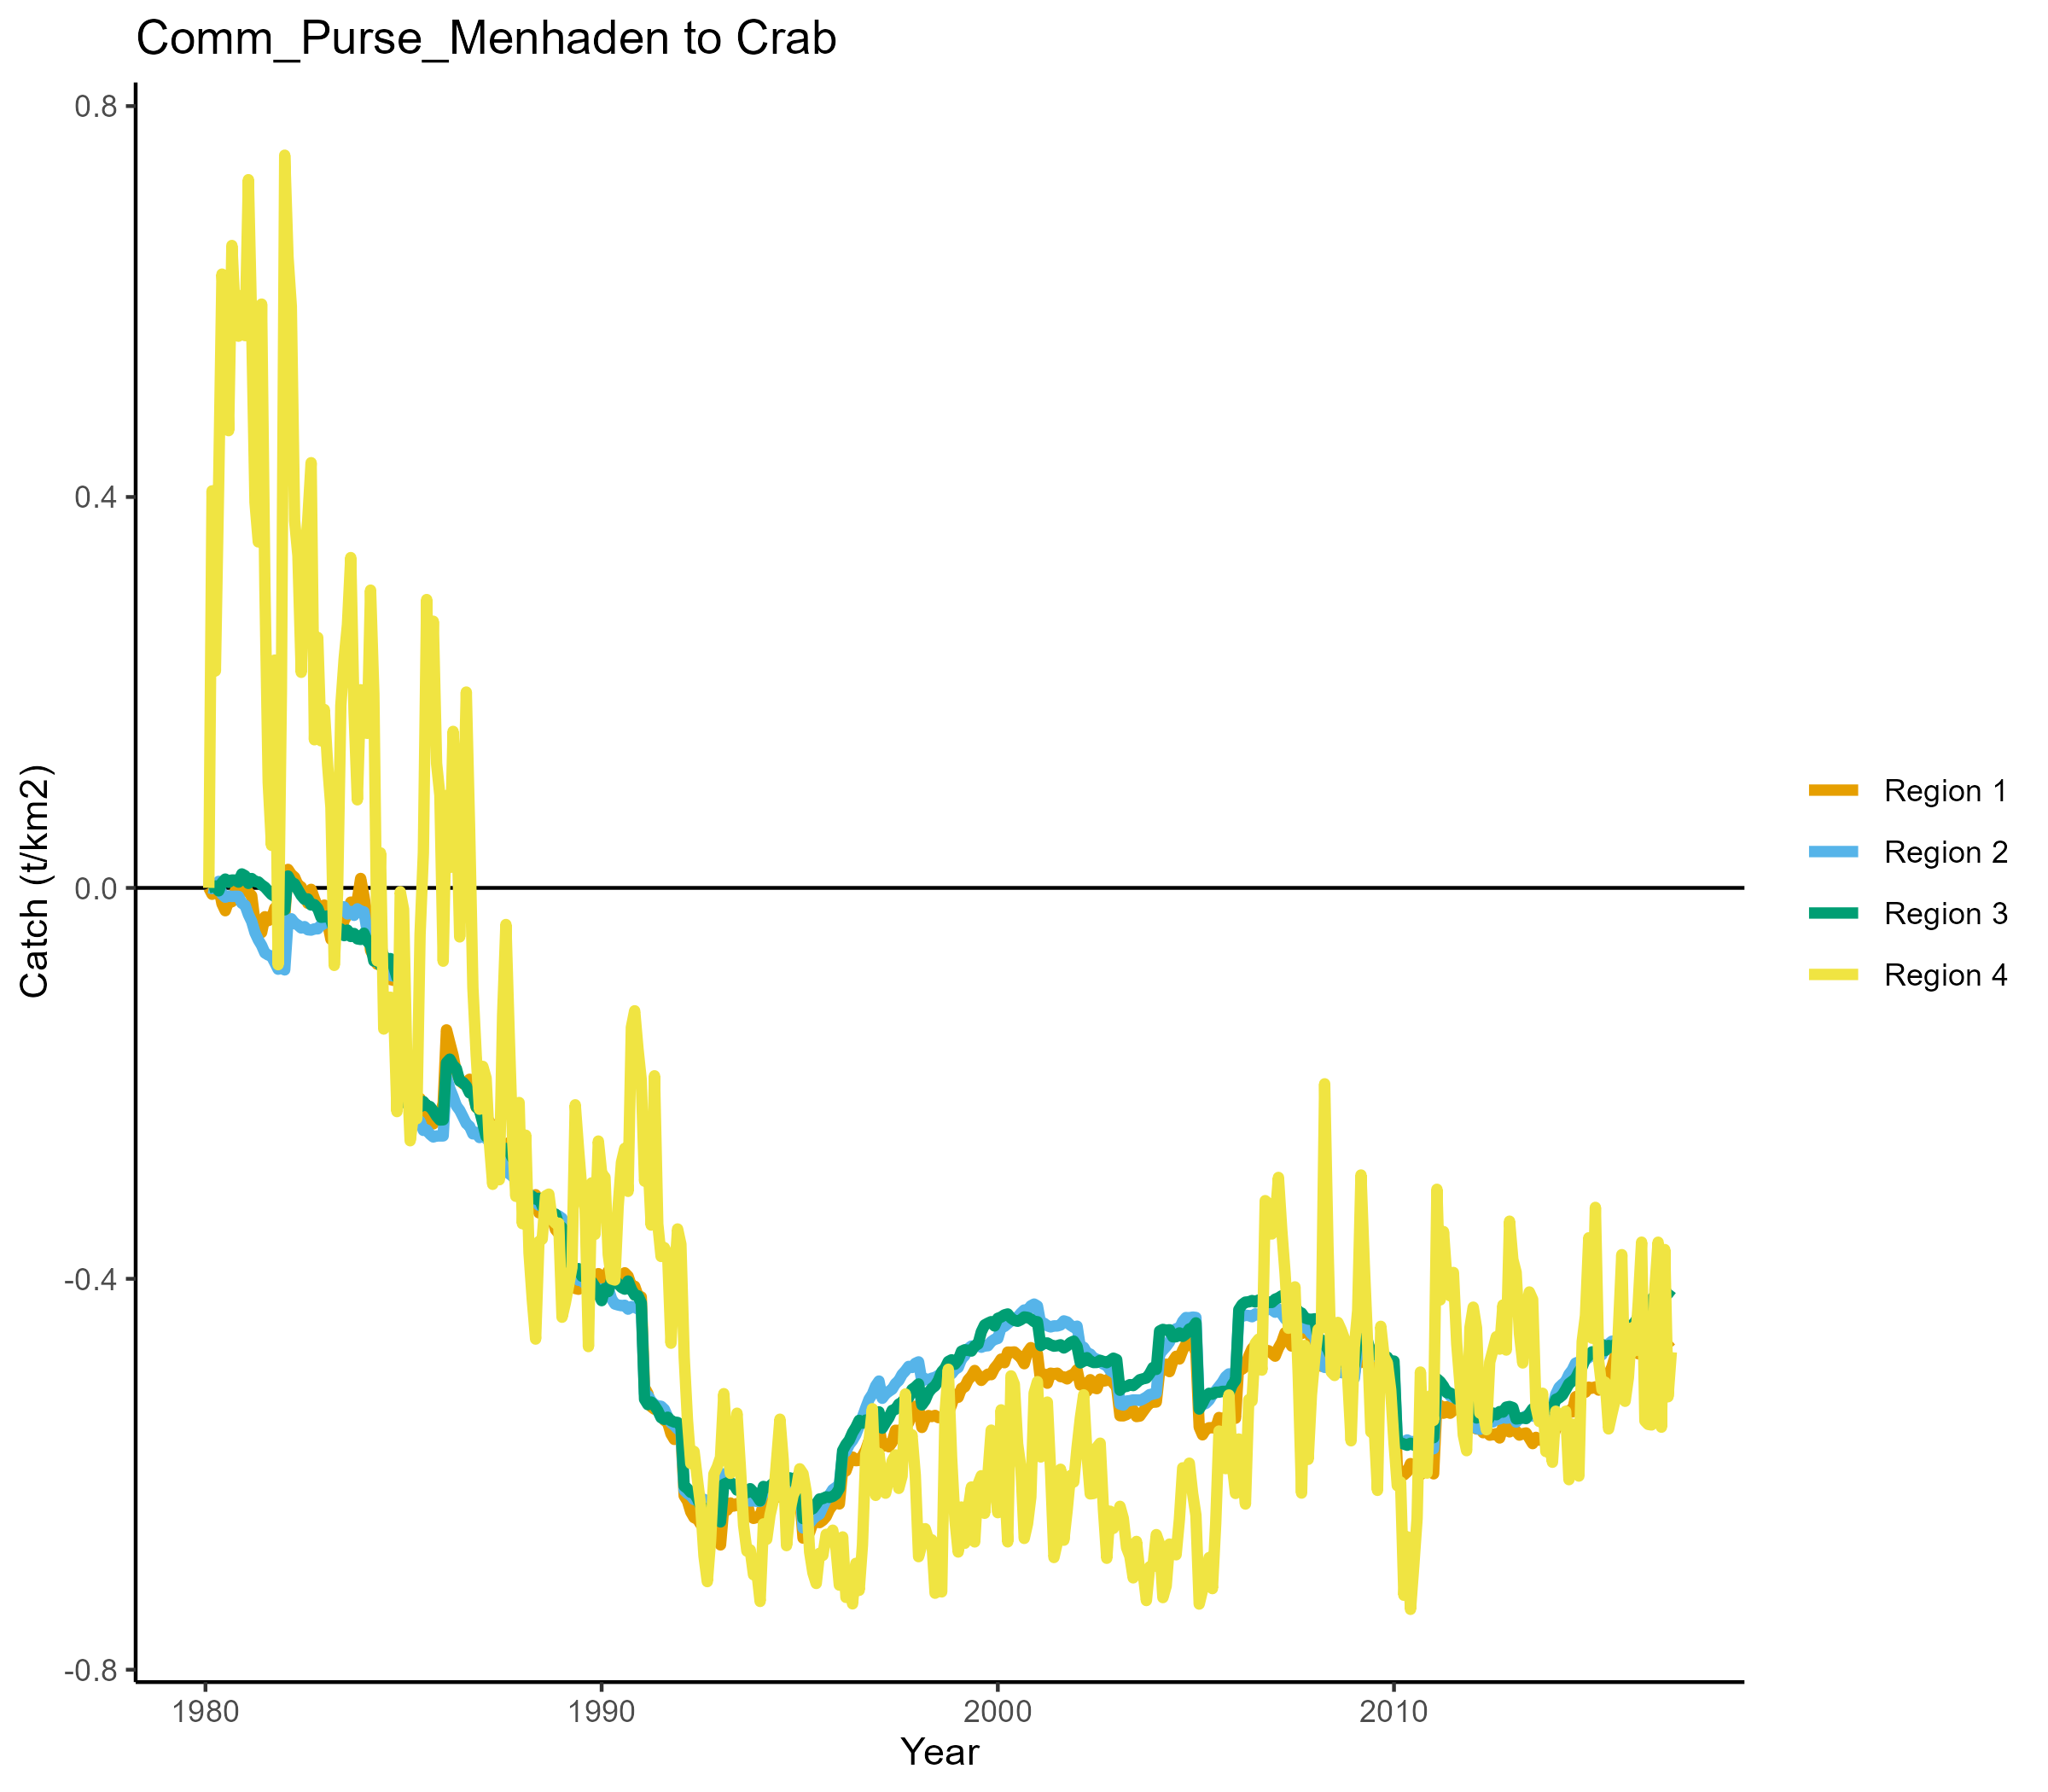 Comm_Purse_Menhaden to Crab
0.8
0.4
0.0
-0.4
-0.8
Catch (t/km2)
1980
1990
2000
2010
Year
Region 1
Region 2
Region 3
Region 4